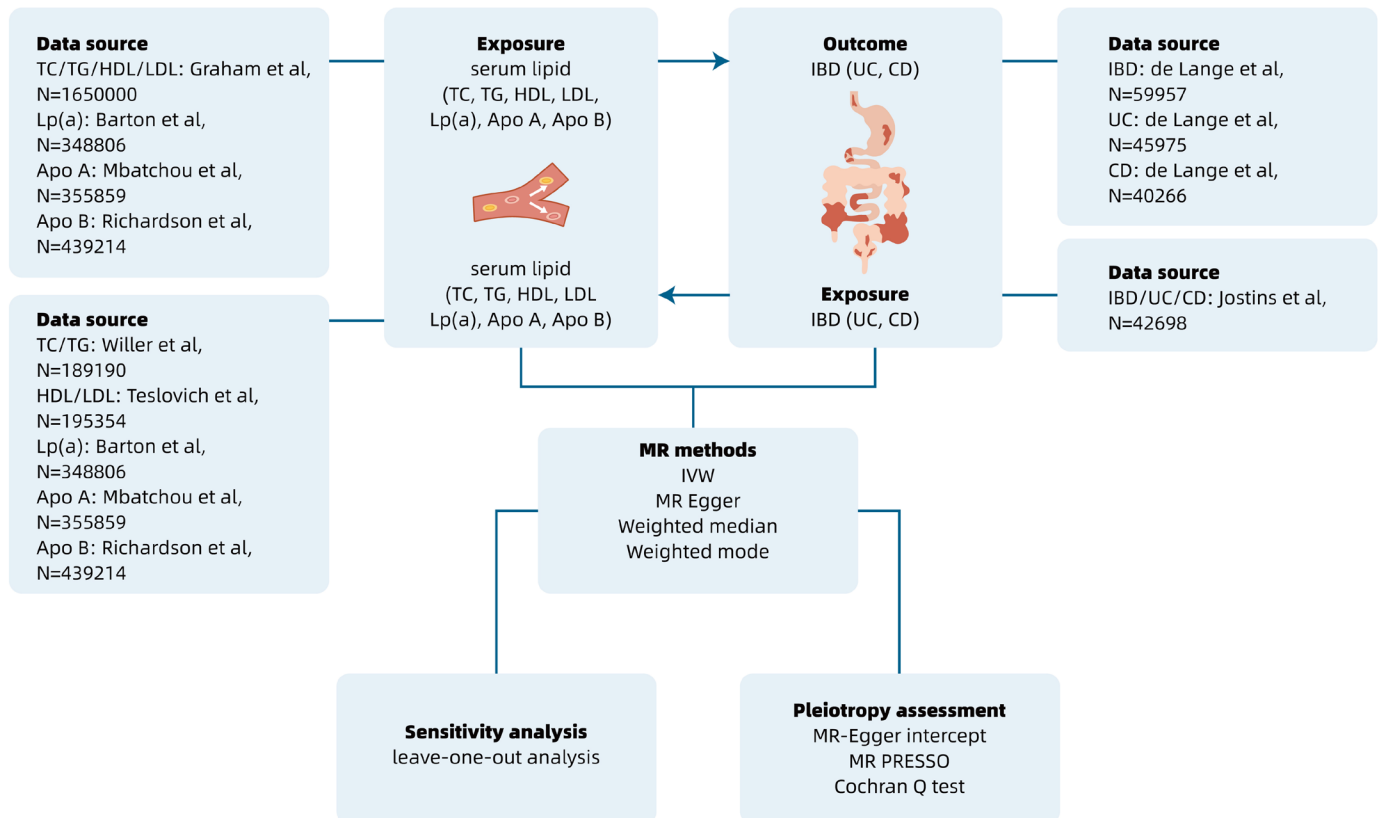 Data source
TC/TG/HDL/LDL: Graham et al,
N=1650000
Lp(a): Barton et al,
N=348806
Apo A: Mbatchou et al,
N=355859
Apo B: Richardson et al,
N=439214
Data source
TC/TG: Willer et al,
N=189190
HDL/LDL: Teslovich et al,
N=195354
Lp(a): Barton et al,
N=348806
Apo A: Mbatchou et al,
N=355859
Apo B: Richardson et al,
N=439214
Exposure
serum lipid
(TC, TG, HDL, LDL,
Lp(a), Apo A, Apo B)
serum lipid
(TC, TG, HDL, LDL
Lp(a), Apo A, Apo B)
Outcome
IBD (UC, CD)
Exposure
IBD (UC, CD)
Data source
IBD: de Lange et al,
N=59957
UC: de Lange et al,
N=45975
CD: de Lange et al,
N=40266
Data source
IBD/UC/CD: Jostins et al,
N=42698
MR methods
IVW
MR Egger
Weighted median
Weighted mode
Sensitivity analysis
leave-one-out analysis
Pleiotropy assessment
MR-Egger intercept
MR PRESSO
Cochran Q test